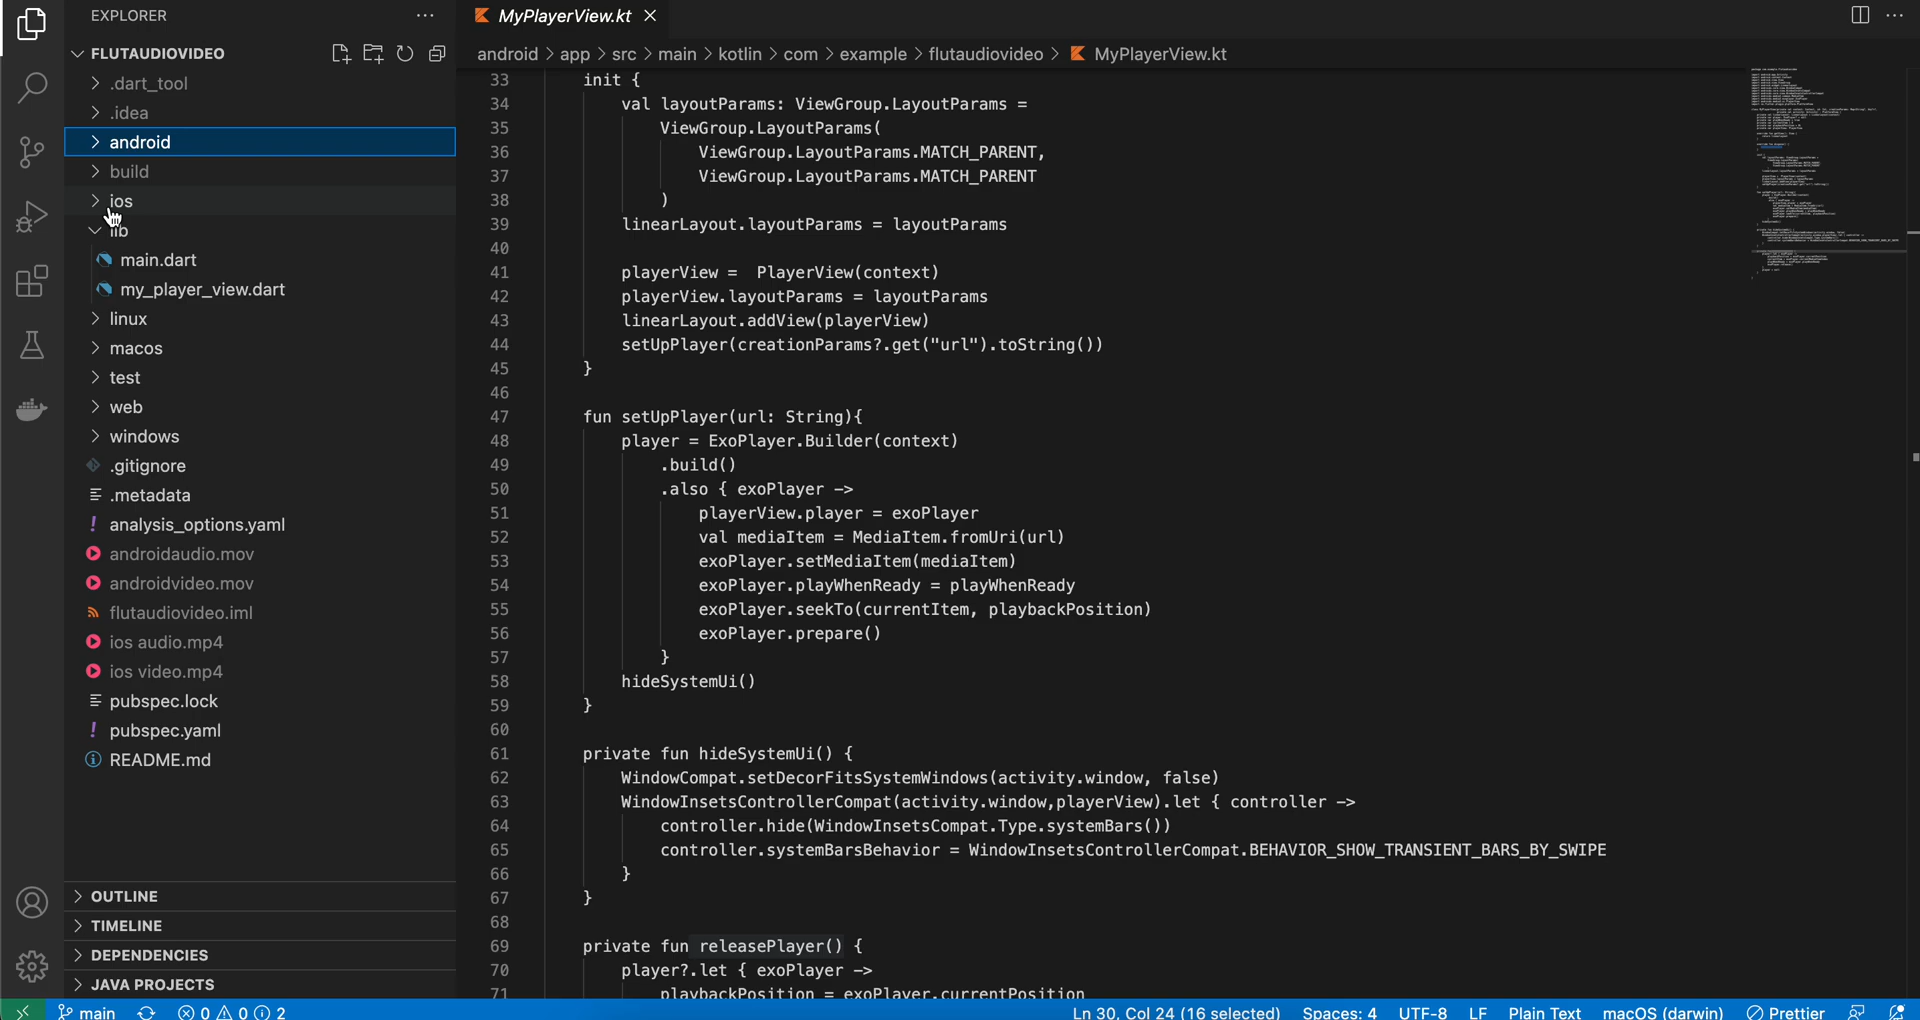 EXPLORER
FLUTAUDIOVIDEO
.dart_tool
.idea
android
build
ios
lib
main.dart
my_player_view.dart
linux
macos
test
web
windows
.gitignore
.metadata
analysis_options.yaml
androidaudio.mov
androidvideo.mov
flutaudiovideo.iml
ios audio.mp4
ios video.mp4
pubspec.lock
pubspec.yaml
README.md
OUTLINE
TIMELINE
DEPENDENCIES
JAVA PROJECTS
MyPlayerView.kt
android > app > src > main > kotlin > com > example > flutaudiovideo > MyPlayerView.kt
33 init {
34 val layoutParams: ViewGroup.LayoutParams =
35 ViewGroup.LayoutParams(
36 ViewGroup.LayoutParams.MATCH_PARENT,
37 ViewGroup.LayoutParams.MATCH_PARENT
38 )
39 linearLayout.layoutParams = layoutParams
40
41 playerView =  PlayerView(context)
42 playerView.layoutParams = layoutParams
43 linearLayout.addView(playerView)
44 setUpPlayer(creationParams?.get("url").toString())
45 }
46
47 fun setUpPlayer(url: String){
48 player = ExoPlayer.Builder(context)
49 .build()
50 .also { exoPlayer ->
51 playerView.player = exoPlayer
52 val mediaItem = MediaItem.fromUri(url)
53 exoPlayer.setMediaItem(mediaItem)
54 exoPlayer.playWhenReady = playWhenReady
55 exoPlayer.seekTo(currentItem, playbackPosition)
56 exoPlayer.prepare()
57 }
58 hideSystemUi()
59 }
60
61 private fun hideSystemUi() {
62 WindowCompat.setDecorFitsSystemWindows(activity.window, false)
63 WindowInsetsControllerCompat(activity.window,playerView).let { controller ->
64 controller.hide(WindowInsetsCompat.Type.systemBars())
65 controller.systemBarsBehavior = WindowInsetsControllerCompat.BEHAVIOR_SHOW_TRANSIENT_BARS_BY_SWIPE
66 }
67 }
68
69 private fun releasePlayer() {
70 player?.let { exoPlayer ->
71 playbackPosition = exoPlayer.currentPosition
main 0 0 2 Ln 30, Col 24 (16 selected) Spaces: 4 UTF-8 LF Plain Text macOS (darwin) Prettier